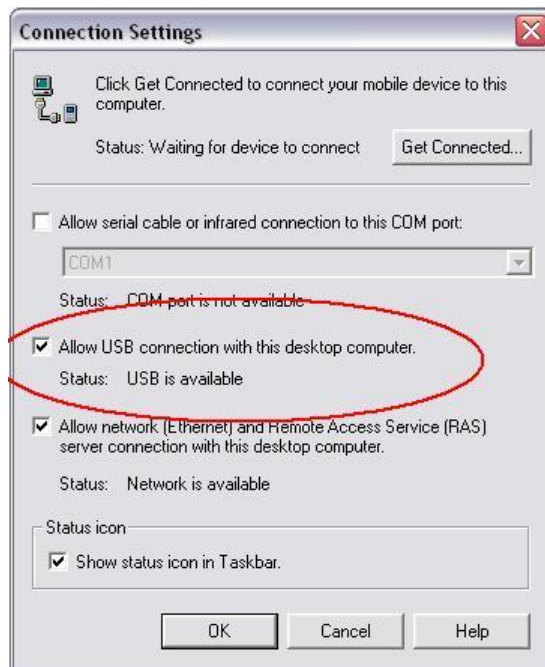 Connection Settings
Click Get Connected to connect your mobile device to this
computer.
Status: Waiting for device to connect
Get Connected...
Allow serial cable or infrared connection to this COM port:
COM1
Status: COM port is not available
Allow USB connection with this desktop computer.
Status: USB is available
Allow network (Ethernet) and Remote Access Service (RAS)
server connection with this desktop computer.
Status: Network is available
Status icon
Show status icon in Taskbar.
OK Cancel Help